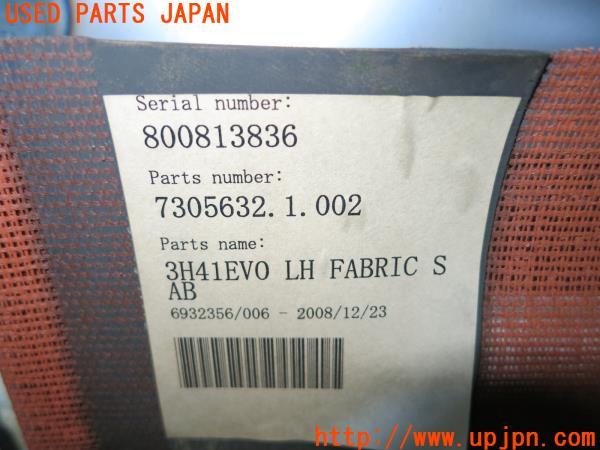 USED PARTS JAPAN
Serial number:
800813836
Parts number:
7305632.1.002
Parts name:
3H41EVO LH FABRIC S
AB
6932356/006 - 2008/12/23
http://www.upjpn.com